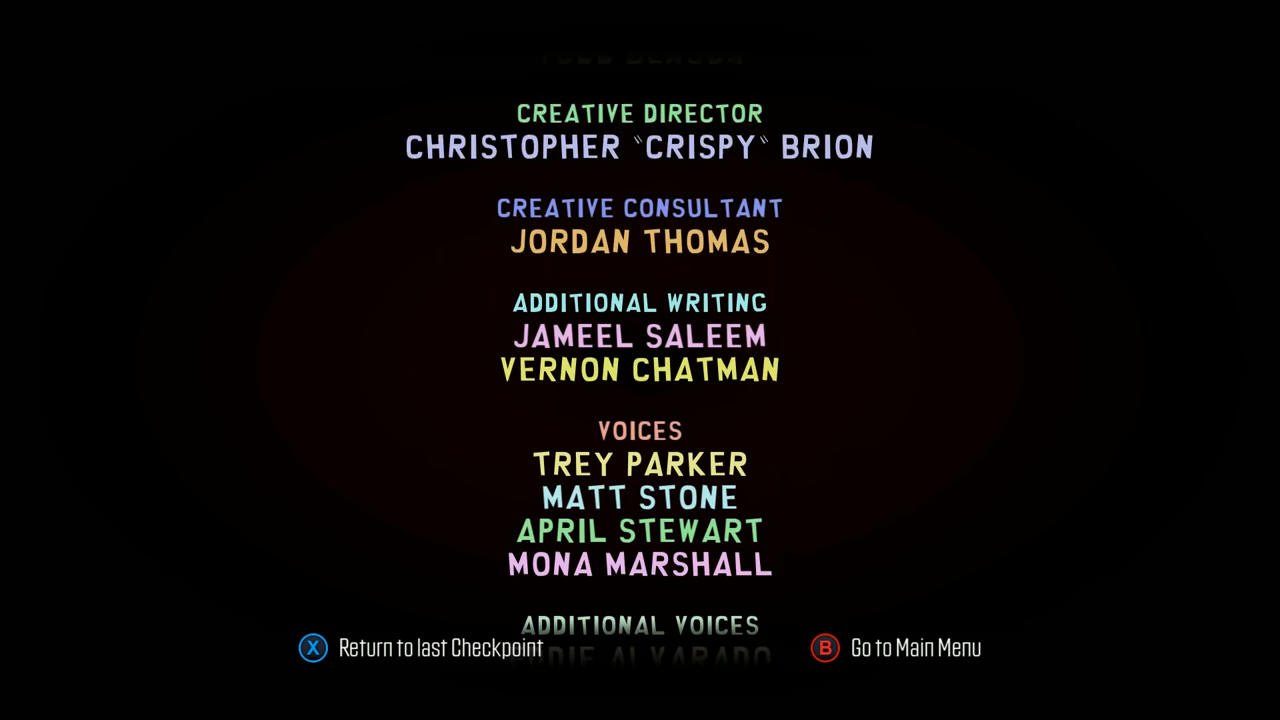 CREATIVE DIRECTOR
CHRISTOPHER "CRISPY" BRION
CREATIVE CONSULTANT
JORDAN THOMAS
ADDITIONAL WRITING
JAMEEL SALEEM
VERNON CHATMAN
VOICES
TREY PARKER
MATT STONE
APRIL STEWART
MONA MARSHALL
ADDITIONAL VOICES
X Return to last Checkpoint
B Go to Main Menu
ALVARADO